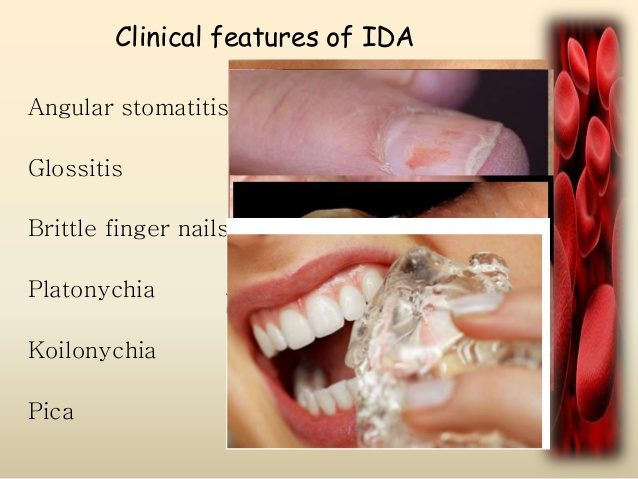 Clinical features of IDA
Angular stomatitis
Glossitis
Brittle finger nails
Platonychia
Koilonychia
Pica